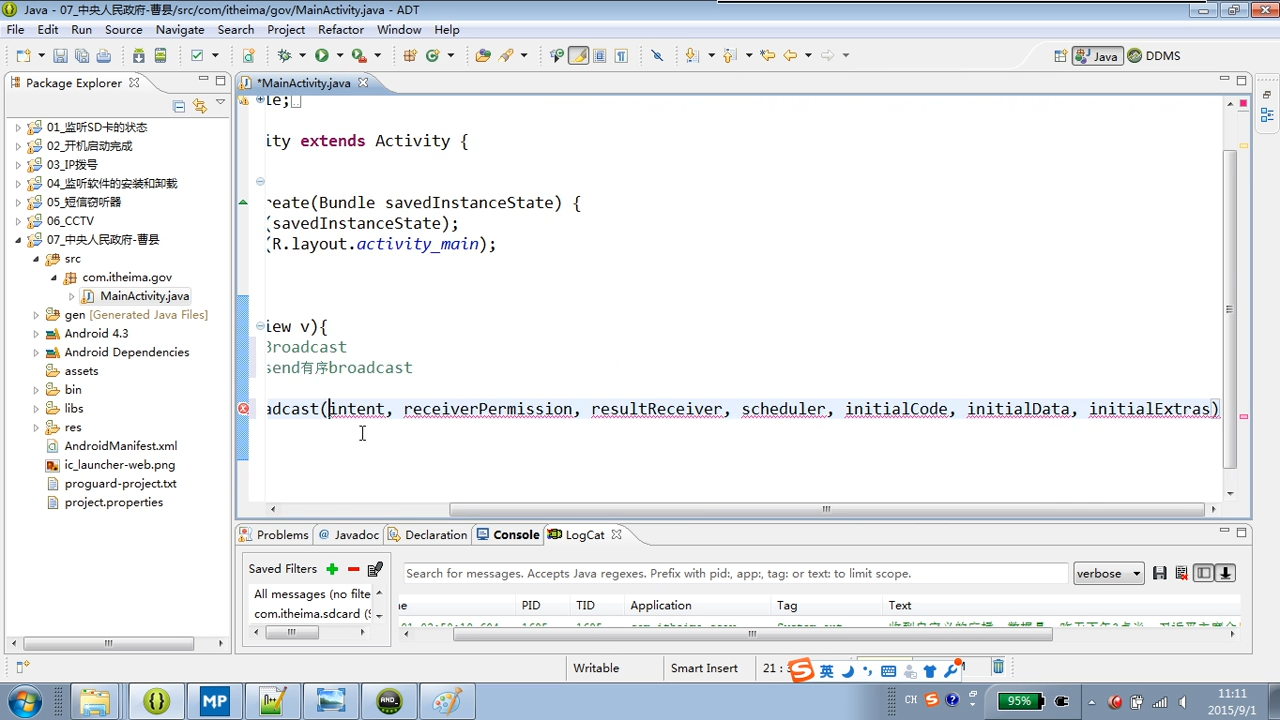 Java - 07_中央人民政府-曹县/src/com/itheima/gov/MainActivity.java - ADT
File Edit Run Source Navigate Search Project Refactor Window Help
Java DDMS
Package Explorer
*MainActivity.java
01_监听SD卡的状态
02_开机启动完成
03_IP拨号
04_监听软件的安装和卸载
05_短信窃听器
06_CCTV
07_中央人民政府-曹县
src
com.itheima.gov
MainActivity.java
gen [Generated Java Files]
Android 4.3
Android Dependencies
assets
bin
libs
res
AndroidManifest.xml
ic_launcher-web.png
proguard-project.txt
project.properties
le;
ity extends Activity {
reate(Bundle savedInstanceState) {
(savedInstanceState);
(R.layout.activity_main);
iew v){
Broadcast
send有序broadcast
adcast(intent, receiverPermission, resultReceiver, scheduler, initialCode, initialData, initialExtras)
Problems @ Javadoc Declaration Console LogCat
Saved Filters
All messages (no filte
com.itheima.sdcard (S
Search for messages. Accepts Java regexes. Prefix with pid:, app:, tag: or text: to limit scope.
verbose
ne PID TID Application Tag Text
Writable Smart Insert 21 :
英
CH
95%
11:11
2015/9/1
MP
AND